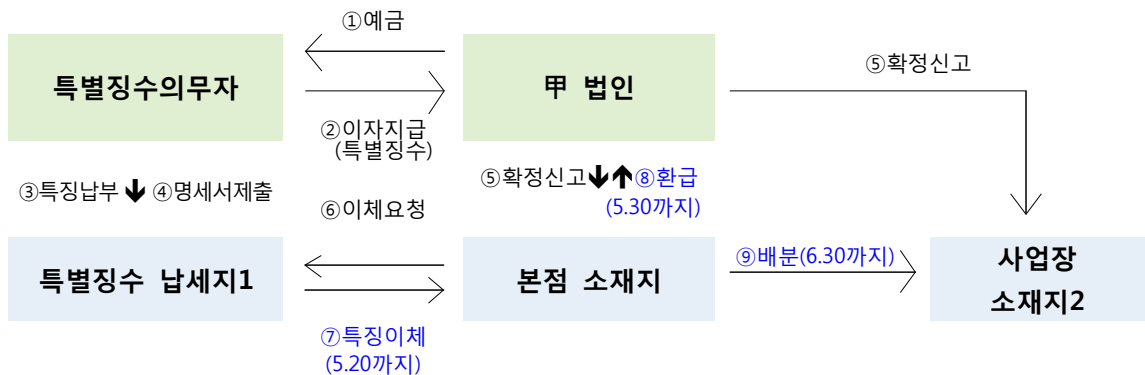 ①예금
특별징수의무자
甲 법인
⑤확정신고
②이자지급
(특별징수)
③특징납부 🡇 ④명세서제출
⑤확정신고🡇🡅⑧환급
(5.30까지)
⑥이체요청
특별징수 납세지1
본점 소재지
⑨배분(6.30까지)
사업장
소재지2
⑦특징이체
(5.20까지)